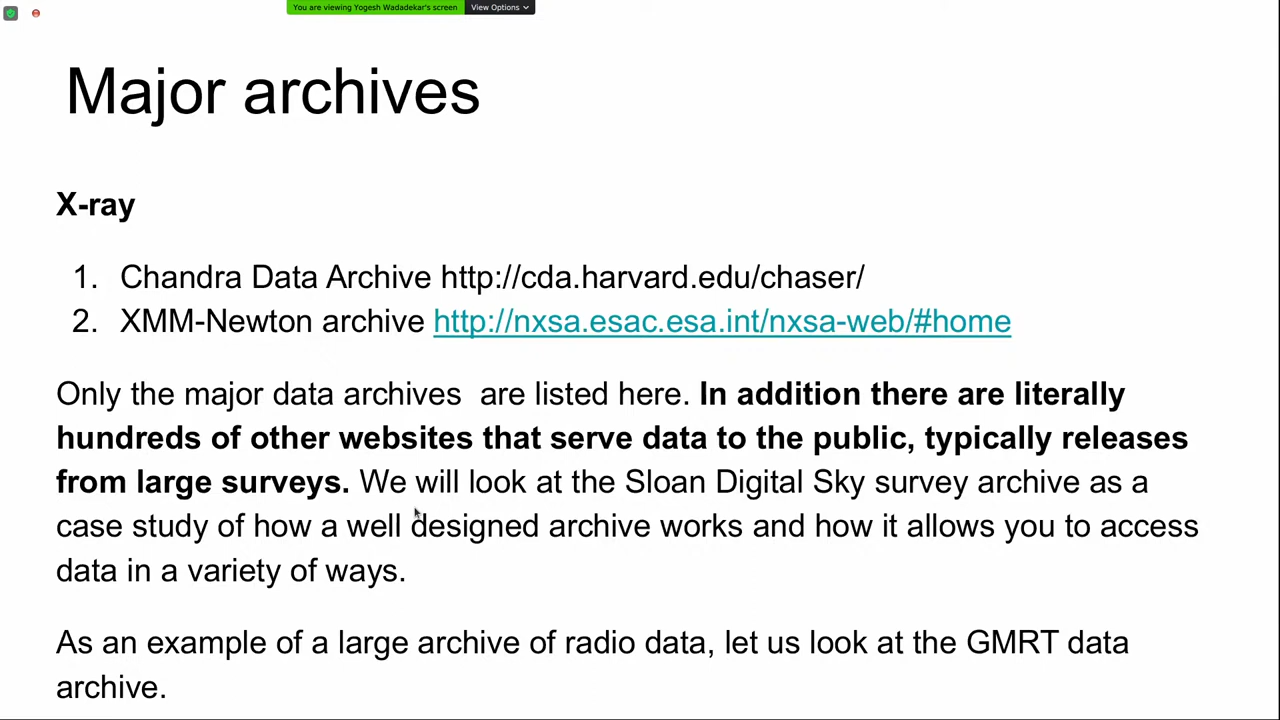 You are viewing Yogesh Wadadekar's screen View Options
Major archives
X-ray
1. Chandra Data Archive http://cda.harvard.edu/chaser/
2. XMM-Newton archive http://nxsa.esac.esa.int/nxsa-web/#home
Only the major data archives  are listed here. In addition there are literally
hundreds of other websites that serve data to the public, typically releases
from large surveys. We will look at the Sloan Digital Sky survey archive as a
case study of how a well designed archive works and how it allows you to access
data in a variety of ways.
As an example of a large archive of radio data, let us look at the GMRT data
archive.